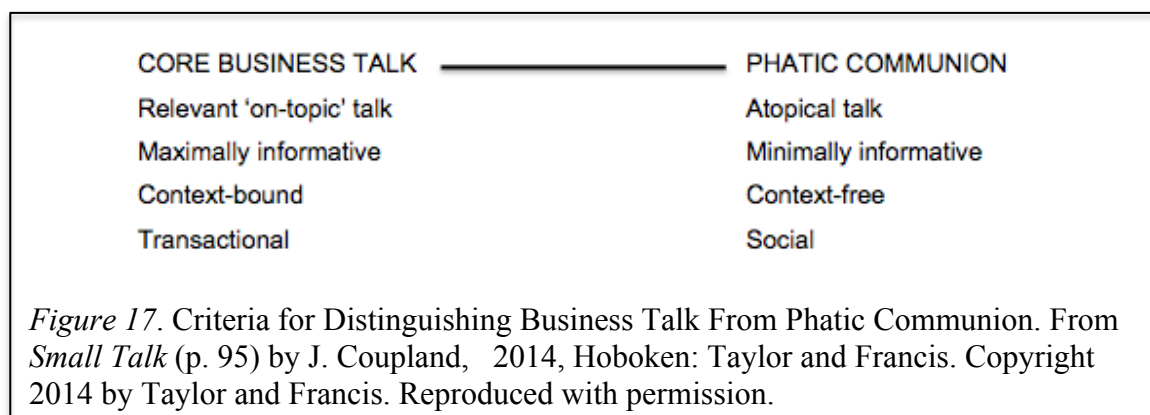 CORE BUSINESS TALK PHATIC COMMUNION
Relevant ‘on-topic' talk Atopical talk
Maximally informative Minimally informative
Context-bound Context-free
Transactional Social
Figure 17. Criteria for Distinguishing Business Talk From Phatic Communion. From
Small Talk (p. 95) by J. Coupland, 2014, Hoboken: Taylor and Francis. Copyright
2014 by Taylor and Francis. Reproduced with permission.